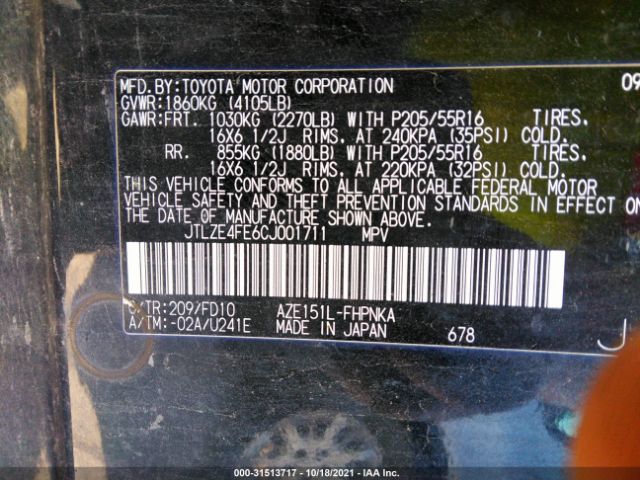 MFD.BY:TOYOTA MOTOR CORPORATION 09
GVWR:1860KG (4105LB)
GAWR:FRT. 1030KG (2270LB) WITH P205/55R16 TIRES.
16X6 1/2J RIMS. AT 240KPA (35PSI) COLD.
RR. 855KG (1880LB) WITH P205/55R16 TIRES.
16X6 1/2J RIMS. AT 220KPA (32PSI) COLD.
THIS VEHICLE CONFORMS TO ALL APPLICABLE FEDERAL MOTOR
VEHICLE SAFETY AND THEFT PREVENTION STANDARDS IN EFFECT ON
THE DATE OF MANUFACTURE SHOWN ABOVE.
JTLZE4FE6CJ001711 MPV
C/TR:209/FD10 AZE151L-FHPNKA
A/TM:-02A/U241E MADE IN JAPAN 678 J
000-31513717 - 10/18/2021 - IAA Inc.